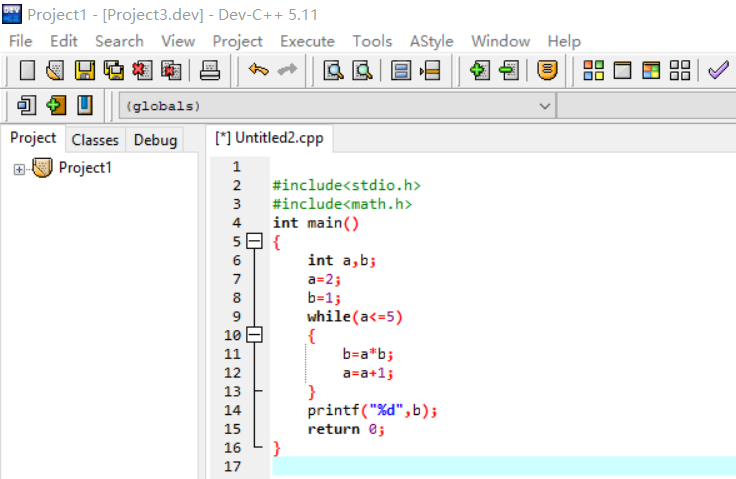 Project1 - [Project3.dev] - Dev-C++ 5.11
File Edit Search View Project Execute Tools AStyle Window Help
(globals)
Project Classes Debug [*] Untitled2.cpp
Project1
1
2 #include<stdio.h>
3 #include<math.h>
4 int main()
5 {
6 int a,b;
7 a=2;
8 b=1;
9 while(a<=5)
10 {
11 b=a*b;
12 a=a+1;
13 }
14 printf("%d",b);
15 return 0;
16 }
17